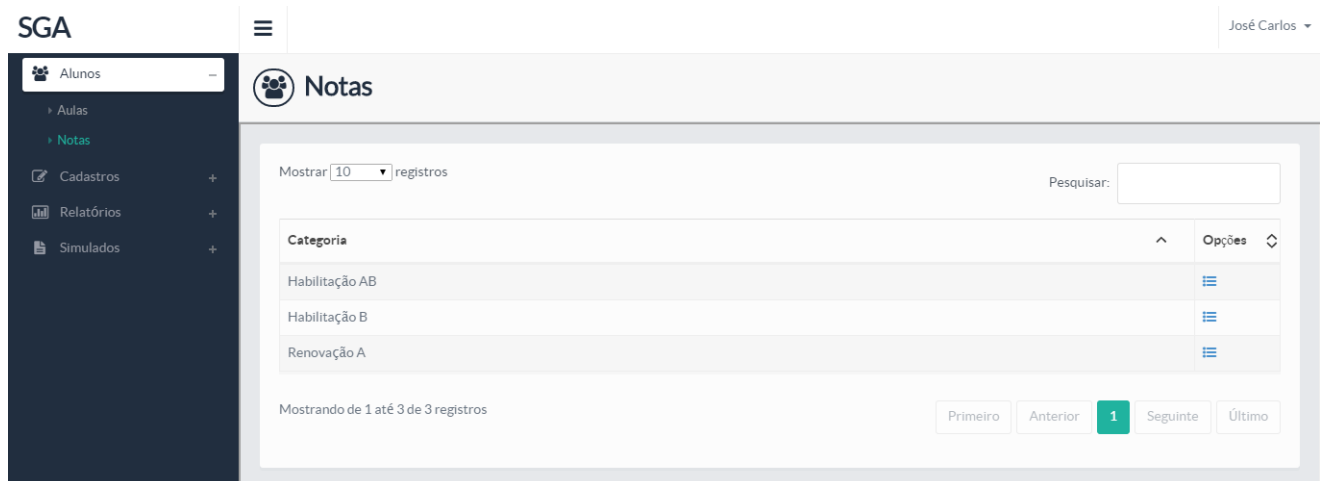 SGA
José Carlos
Alunos
Aulas
Notas
Cadastros
Relatórios
Simulados
Notas
Mostrar 10 registros
Pesquisar:
Categoria Opções
Habilitação AB
Habilitação B
Renovação A
Mostrando de 1 até 3 de 3 registros
Primeiro Anterior 1 Seguinte Último